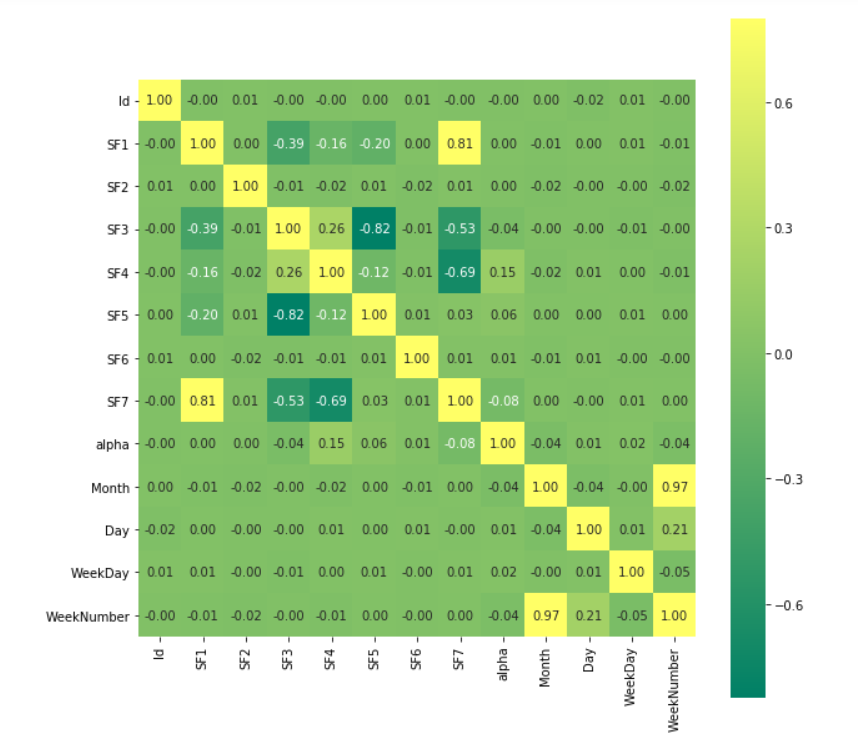 Id 1.00 -0.00 0.01 -0.00 -0.00 0.00 0.01 -0.00 -0.00 0.00 -0.02 0.01 -0.00
SF1 -0.00 1.00 0.00 -0.39 -0.16 -0.20 0.00 0.81 0.00 -0.01 0.00 0.01 -0.01
SF2 0.01 0.00 1.00 -0.01 -0.02 0.01 -0.02 0.01 0.00 -0.02 -0.00 -0.00 -0.02
SF3 -0.00 -0.39 -0.01 1.00 0.26 -0.82 -0.01 -0.53 -0.04 -0.00 -0.00 -0.01 -0.00
SF4 -0.00 -0.16 -0.02 0.26 1.00 -0.12 -0.01 -0.69 0.15 -0.02 0.01 0.00 -0.01
SF5 0.00 -0.20 0.01 -0.82 -0.12 1.00 0.01 0.03 0.06 0.00 0.00 0.01 0.00
SF6 0.01 0.00 -0.02 -0.01 -0.01 0.01 1.00 0.01 0.01 -0.01 0.01 -0.00 -0.00
SF7 -0.00 0.81 0.01 -0.53 -0.69 0.03 0.01 1.00 -0.08 0.00 -0.00 0.01 0.00
alpha -0.00 0.00 0.00 -0.04 0.15 0.06 0.01 -0.08 1.00 -0.04 0.01 0.02 -0.04
Month 0.00 -0.01 -0.02 -0.00 -0.02 0.00 -0.01 0.00 -0.04 1.00 -0.04 -0.00 0.97
Day -0.02 0.00 -0.00 -0.00 0.01 0.00 0.01 -0.00 0.01 -0.04 1.00 0.01 0.21
WeekDay 0.01 0.01 -0.00 -0.01 0.00 0.01 -0.00 0.01 0.02 -0.00 0.01 1.00 -0.05
WeekNumber -0.00 -0.01 -0.02 -0.00 -0.01 0.00 -0.00 0.00 -0.04 0.97 0.21 -0.05 1.00
Id SF1 SF2 SF3 SF4 SF5 SF6 SF7 alpha Month Day WeekDay WeekNumber
0.6
0.3
0.0
−0.3
−0.6